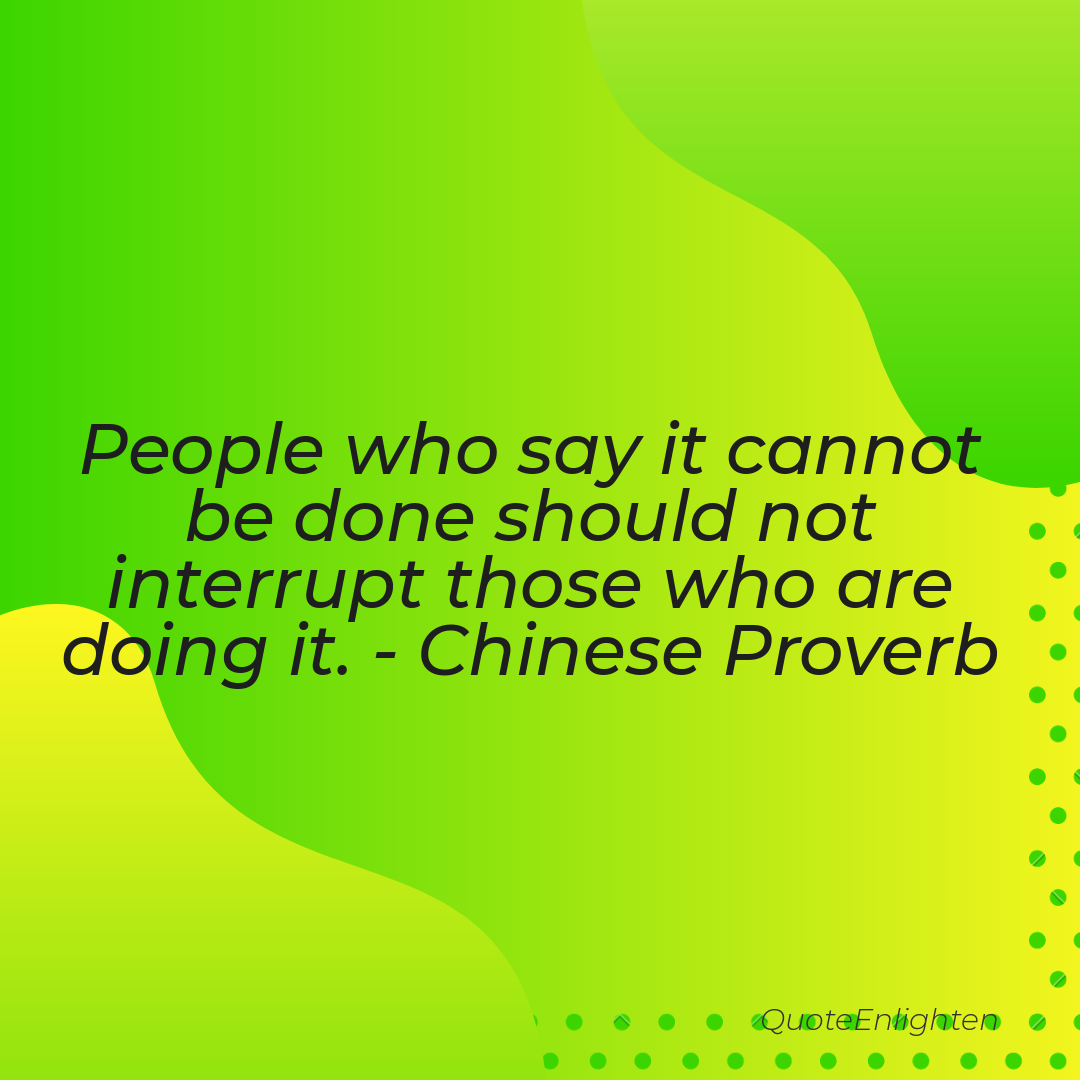 People who say it cannot
be done should not
interrupt those who are
doing it. - Chinese Proverb
QuoteEnlighten